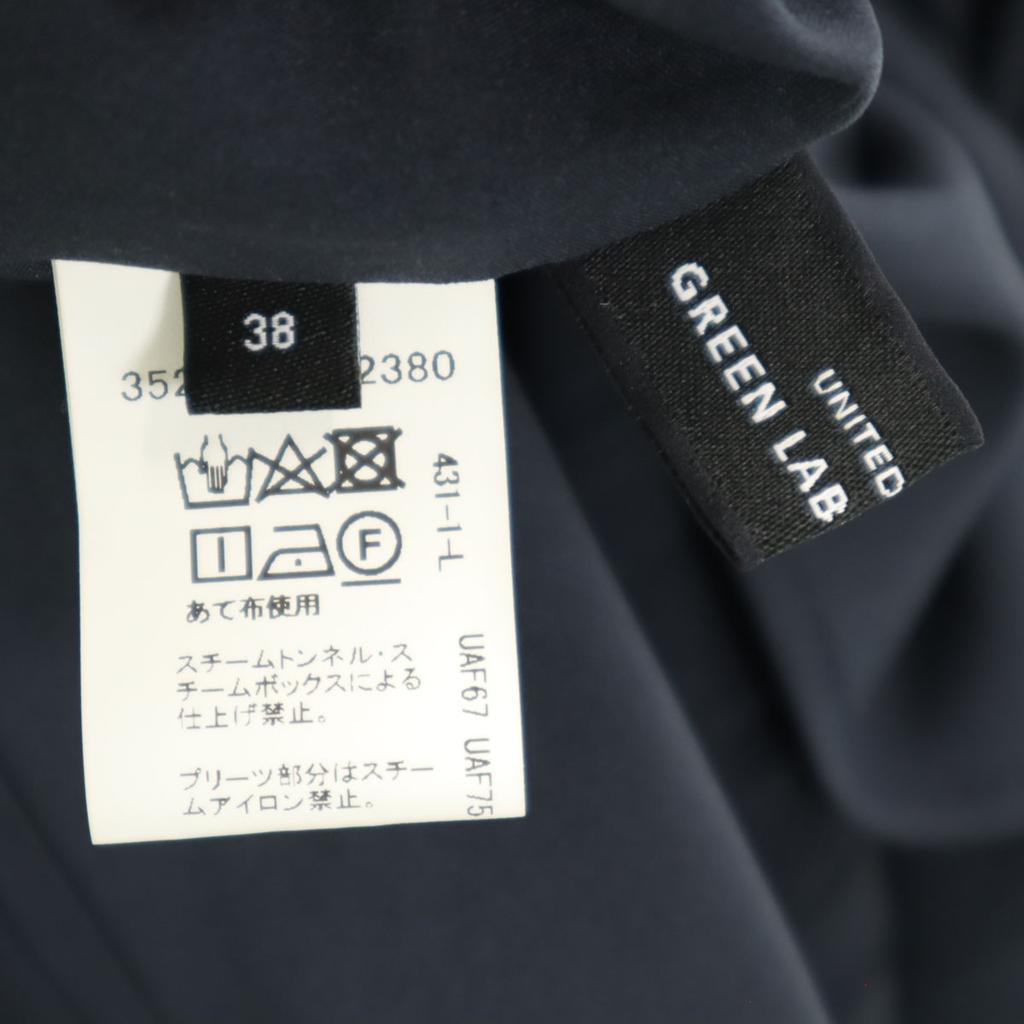 38
352 2380
431-1-L
F
あて布使用
スチームトンネル・ス
チームボックスによる
仕上げ禁止。
プリーツ部分はスチー
ムアイロン禁止。
UAF67 UAF75
UNITED
GREEN LAB